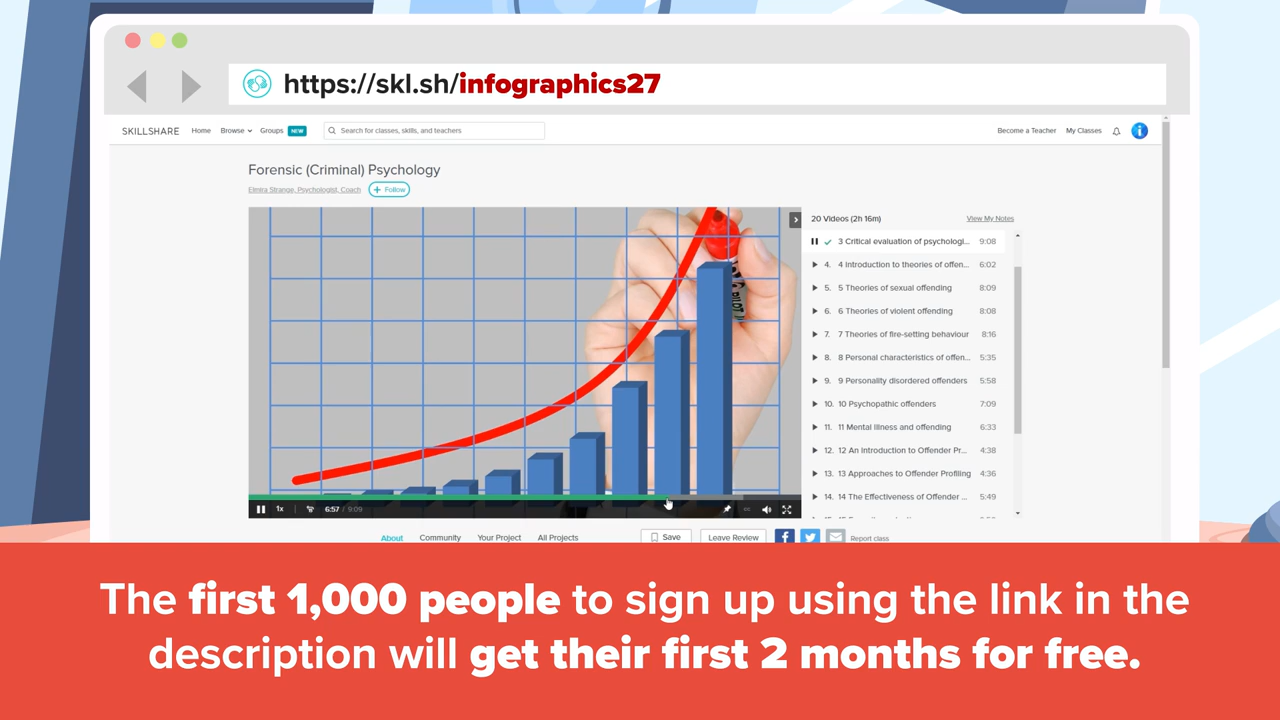 https://skl.sh/infographics27
SKILLSHARE Home Browse Groups NEW Search for classes, skills, and teachers Become a Teacher My Classes
Forensic (Criminal) Psychology
Elmira Strange, Psychologist, Coach + Follow
20 Videos (2h 16m) View My Notes
3 Critical evaluation of psychologi... 9:08
4. 4 Introduction to theories of offen... 6:02
5. 5 Theories of sexual offending 8:09
6. 6 Theories of violent offending 8:08
7. 7 Theories of fire-setting behaviour 8:16
8. 8 Personal characteristics of offen... 5:35
9. 9 Personality disordered offenders 5:58
10. 10 Psychopathic offenders 7:09
11. 11 Mental Illness and offending 6:33
12. 12 An Introduction to Offender Pr... 4:38
13. 13 Approaches to Offender Profiling 4:36
14. 14 The Effectiveness of Offender ... 5:49
1x 6:57 / 9:09
About Community Your Project All Projects Save Leave Review Report class
The first 1,000 people to sign up using the link in the
description will get their first 2 months for free.